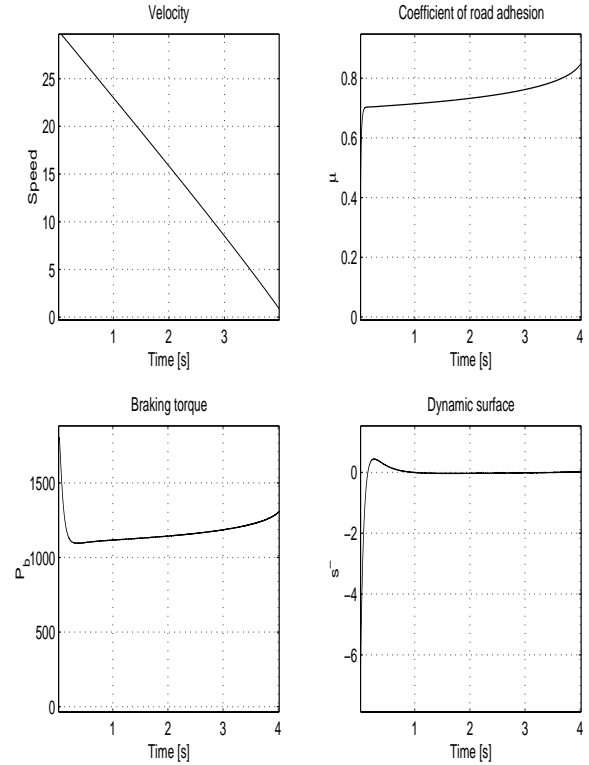 Velocity
25
20
15
10
5
0
Speed
1 2 3
Time [s]
Coefficient of road adhesion
0.8
0.6
0.4
0.2
0
μ
1 2 3 4
Time [s]
Braking torque
1500
1000
500
0
P_b
1 2 3 4
Time [s]
Dynamic surface
0
−2
−4
−6
s¯
1 2 3 4
Time [s]